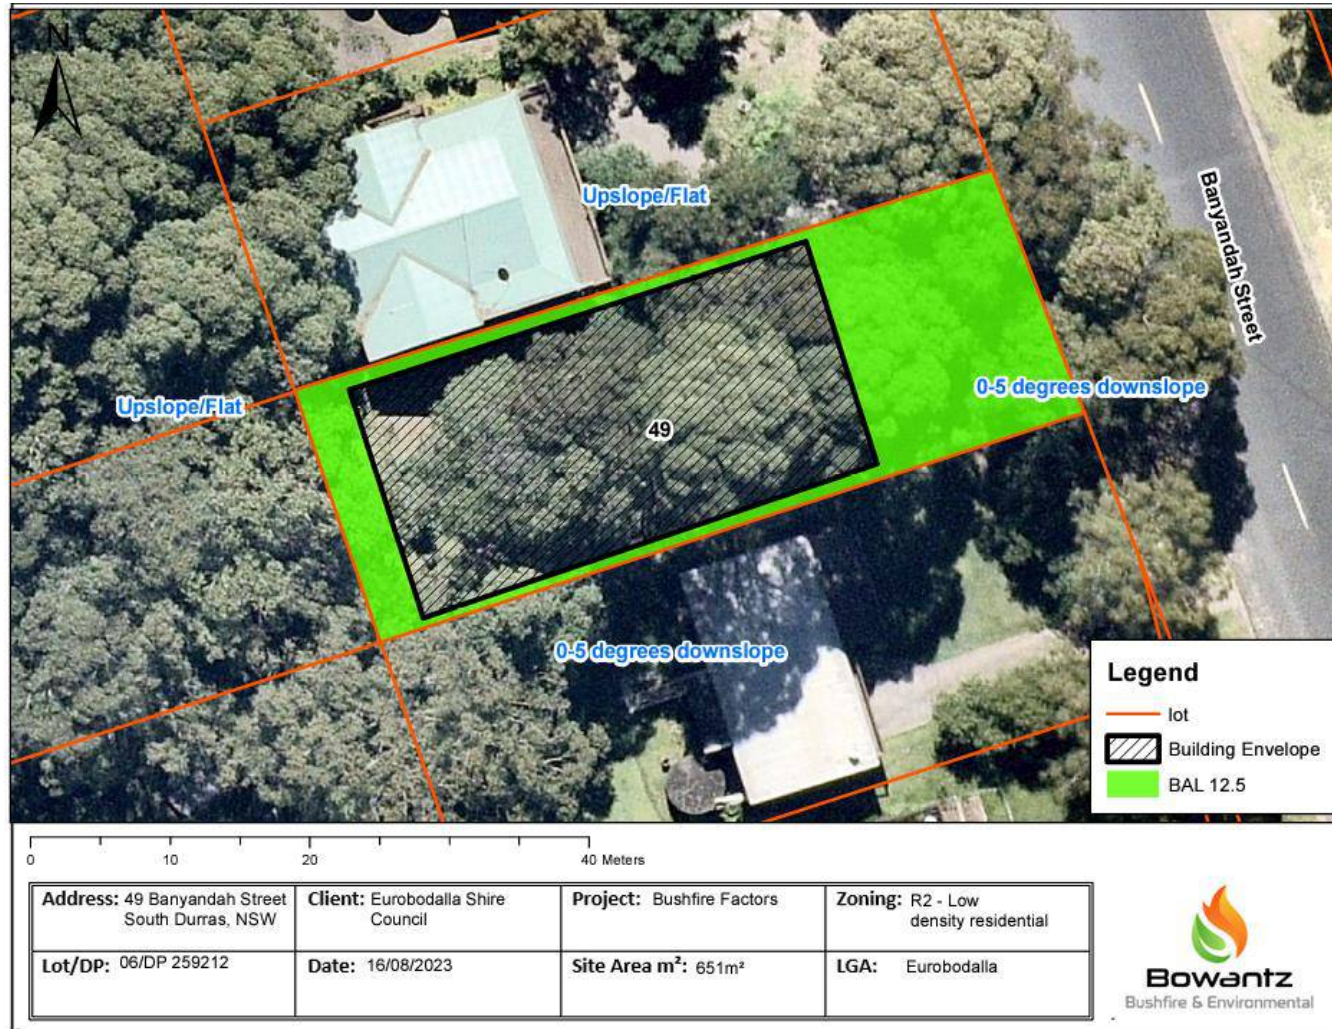 N
Upslope/Flat
Banyandah Street
0-5 degrees downslope
Upslope/Flat
49
0-5 degrees downslope
Legend
lot
Building Envelope
BAL 12.5
0 10 20 40 Meters
Address: 49 Banyandah Street
South Durras, NSW
Client: Eurobodalla Shire
Council
Project: Bushfire Factors
Zoning: R2 - Low
density residential
Lot/DP: 06/DP 259212
Date: 16/08/2023
Site Area m²: 651m²
LGA: Eurobodalla
Bowantz
Bushfire & Environmental